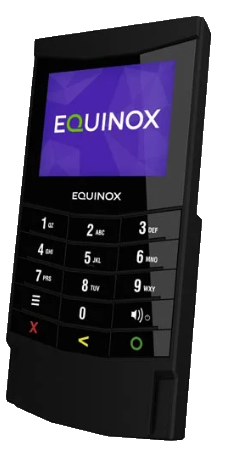 EQUINOX
EQUINOX
1 QZ 2 ABC 3 DEF
4 GHI 5 JKL 6 MNO
7 PRS 8 TUV 9 WXY
0
X < O